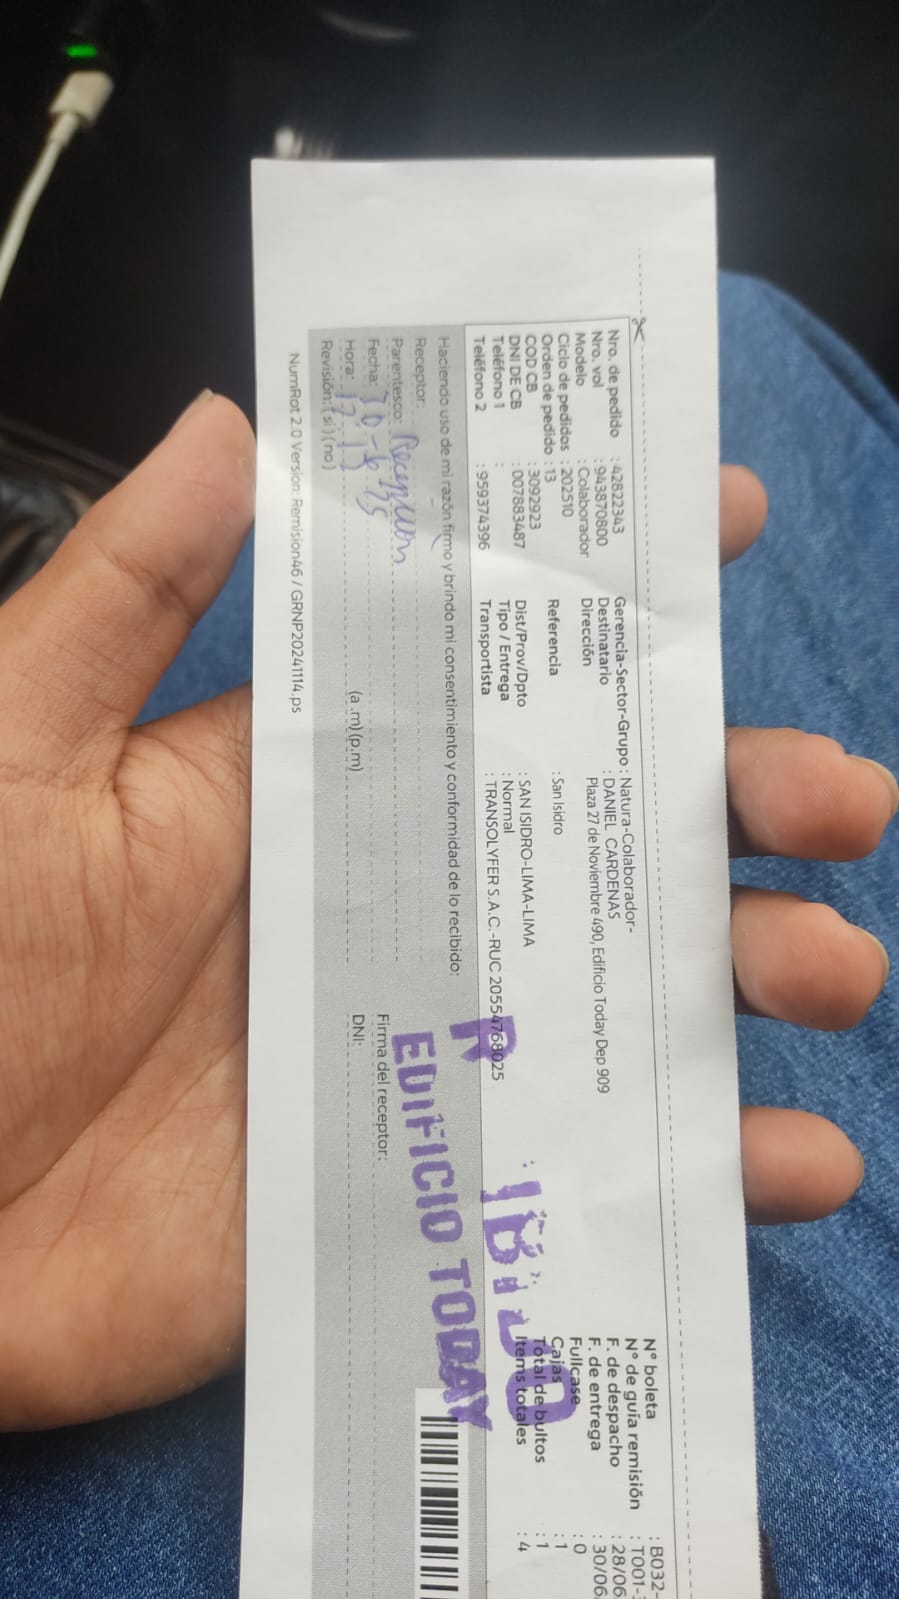 Nro. de pedido : 42822343
Nro. vol : 943870800
Modelo : Colaborador
Ciclo de pedidos : 202510
Orden de pedido : 13
COD CB : 3092923
DNI DE CB : 007883487
Teléfono 1 :
Teléfono 2 : 959374396
Gerencia-Sector-Grupo : Natura-Colaborador-
Destinatario : DANIEL CARDENAS
Dirección : Plaza 27 de Noviembre 490, Edificio Today Dep 909
Referencia : San Isidro
Dist/Prov/Dpto : SAN ISIDRO-LIMA-LIMA
Tipo / Entrega : Normal
Transportista : TRANSOLYFER S.A.C.-RUC 20554768025
N° boleta : B032-
N° de guía remisión : T001-
F. de despacho : 28/06
F. de entrega : 30/06
Fullcase : 0
Cajas : 1
Total de bultos : 1
Items totales : 4
Haciendo uso de mi razón firmo y brindo mi consentimiento y conformidad de lo recibido:
Receptor:
Parentesco:
Fecha:
Hora: (a .m) (p.m)
Revisión: (si) (no)
Firma del receptor:
DNI:
EDIFICIO TODAY
NumRot 2.0 Version: Remision46 / GRNP20241114.ps